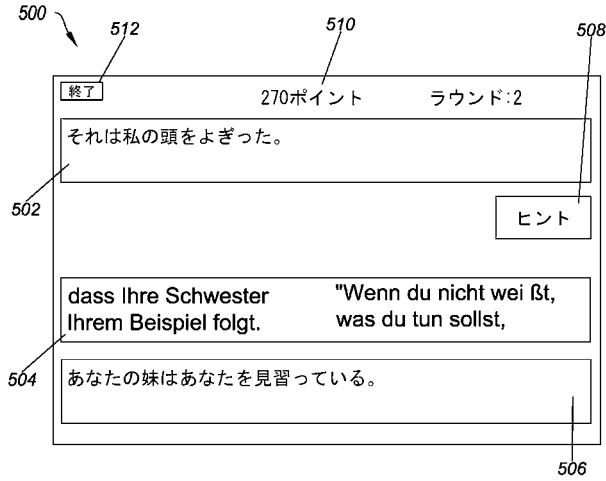 500
512
510
508
終了
270ポイント
ラウンド:2
それは私の頭をよぎった。
502
ヒント
dass Ihre Schwester
Ihrem Beispiel folgt.
"Wenn du nicht wei ßt,
was du tun sollst,
504
あなたの妹はあなたを見習っている。
506